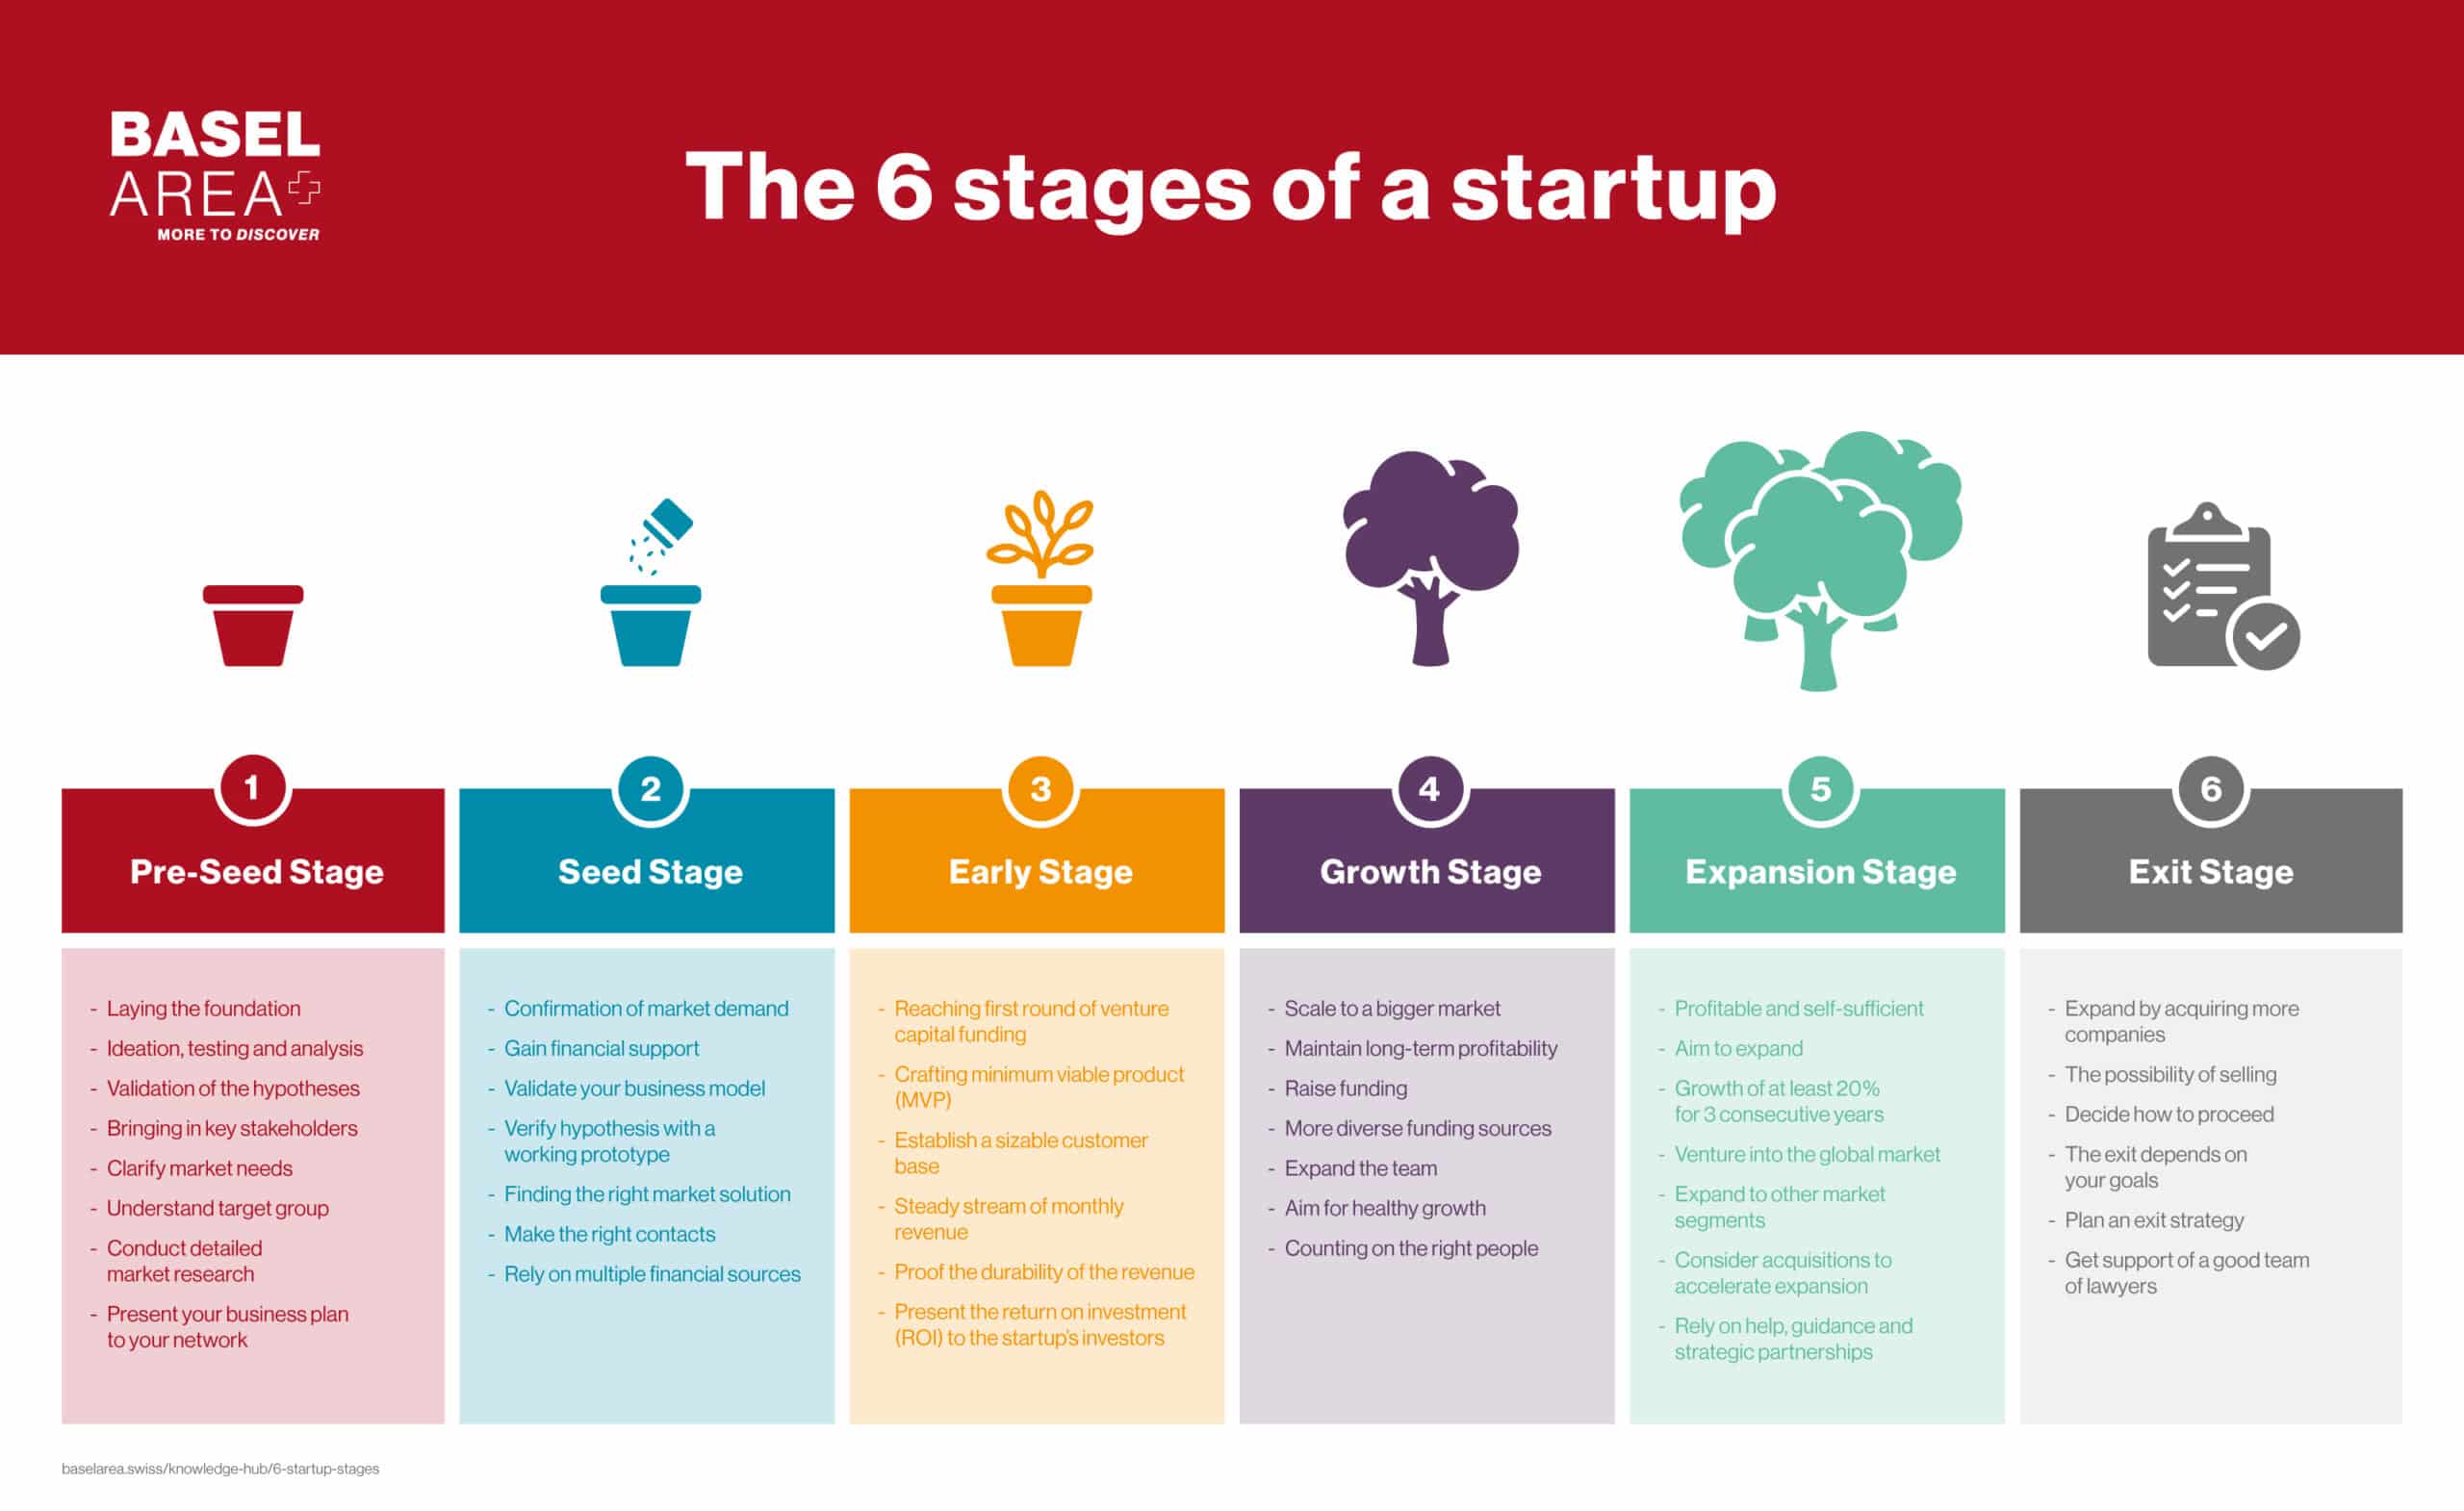 BASEL
AREA
MORE TO DISCOVER
The 6 stages of a startup
1
Pre-Seed Stage
- Laying the foundation
- Ideation, testing and analysis
- Validation of the hypotheses
- Bringing in key stakeholders
- Clarify market needs
- Understand target group
- Conduct detailed
market research
- Present your business plan
to your network
2
Seed Stage
- Confirmation of market demand
- Gain financial support
- Validate your business model
- Verify hypothesis with a
working prototype
- Finding the right market solution
- Make the right contacts
- Rely on multiple financial sources
3
Early Stage
- Reaching first round of venture
capital funding
- Crafting minimum viable product
(MVP)
- Establish a sizable customer
base
- Steady stream of monthly
revenue
- Proof the durability of the revenue
- Present the return on investment
(ROI) to the startup's investors
4
Growth Stage
- Scale to a bigger market
- Maintain long-term profitability
- Raise funding
- More diverse funding sources
- Expand the team
- Aim for healthy growth
- Counting on the right people
5
Expansion Stage
- Profitable and self-sufficient
- Aim to expand
- Growth of at least 20%
for 3 consecutive years
- Venture into the global market
- Expand to other market
segments
- Consider acquisitions to
accelerate expansion
- Rely on help, guidance and
strategic partnerships
6
Exit Stage
- Expand by acquiring more
companies
- The possibility of selling
- Decide how to proceed
- The exit depends on
your goals
- Plan an exit strategy
- Get support of a good team
of lawyers
baselarea.swiss/knowledge-hub/6-startup-stages